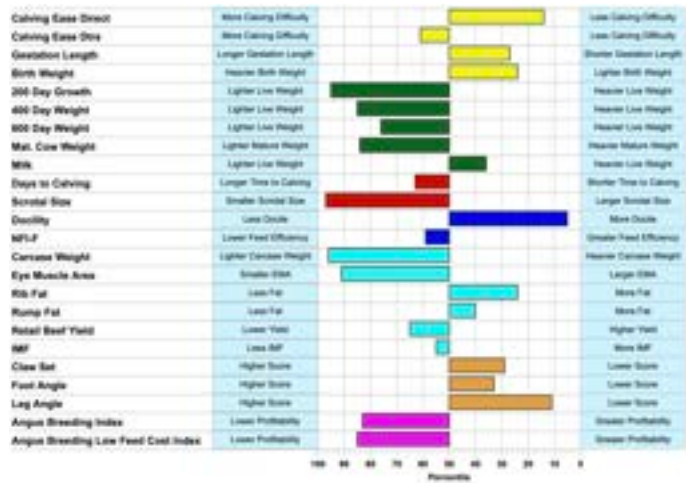 Calving Ease Direct More Calving Difficulty Less Calving Difficulty
Calving Ease Dtrs More Calving Difficulty Less Calving Difficulty
Gestation Length Longer Gestation Length Shorter Gestation Length
Birth Weight Heavier Birth Weight Lighter Birth Weight
200 Day Growth Lighter Live Weight Heavier Live Weight
400 Day Weight Lighter Live Weight Heavier Live Weight
600 Day Weight Lighter Live Weight Heavier Live Weight
Mat. Cow Weight Lighter Mature Weight Heavier Mature Weight
Milk Lighter Live Weight Heavier Live Weight
Days to Calving Longer Time to Calving Shorter Time to Calving
Scrotal Size Smaller Scrotal Size Larger Scrotal Size
Docility Less Docile More Docile
NFI-F Lower Feed Efficiency Greater Feed Efficiency
Carcase Weight Lighter Carcase Weight Heavier Carcase Weight
Eye Muscle Area Smaller EMA Larger EMA
Rib Fat Less Fat More Fat
Rump Fat Less Fat More Fat
Retail Beef Yield Lower Yield Higher Yield
IMF Less IMF More IMF
Claw Set Higher Score Lower Score
Foot Angle Higher Score Lower Score
Leg Angle Higher Score Lower Score
Angus Breeding Index Lower Profitability Greater Profitability
Angus Breeding Low Feed Cost Index Lower Profitability Greater Profitability
100 90 80 70 60 50 40 30 20 10 0
Percentile